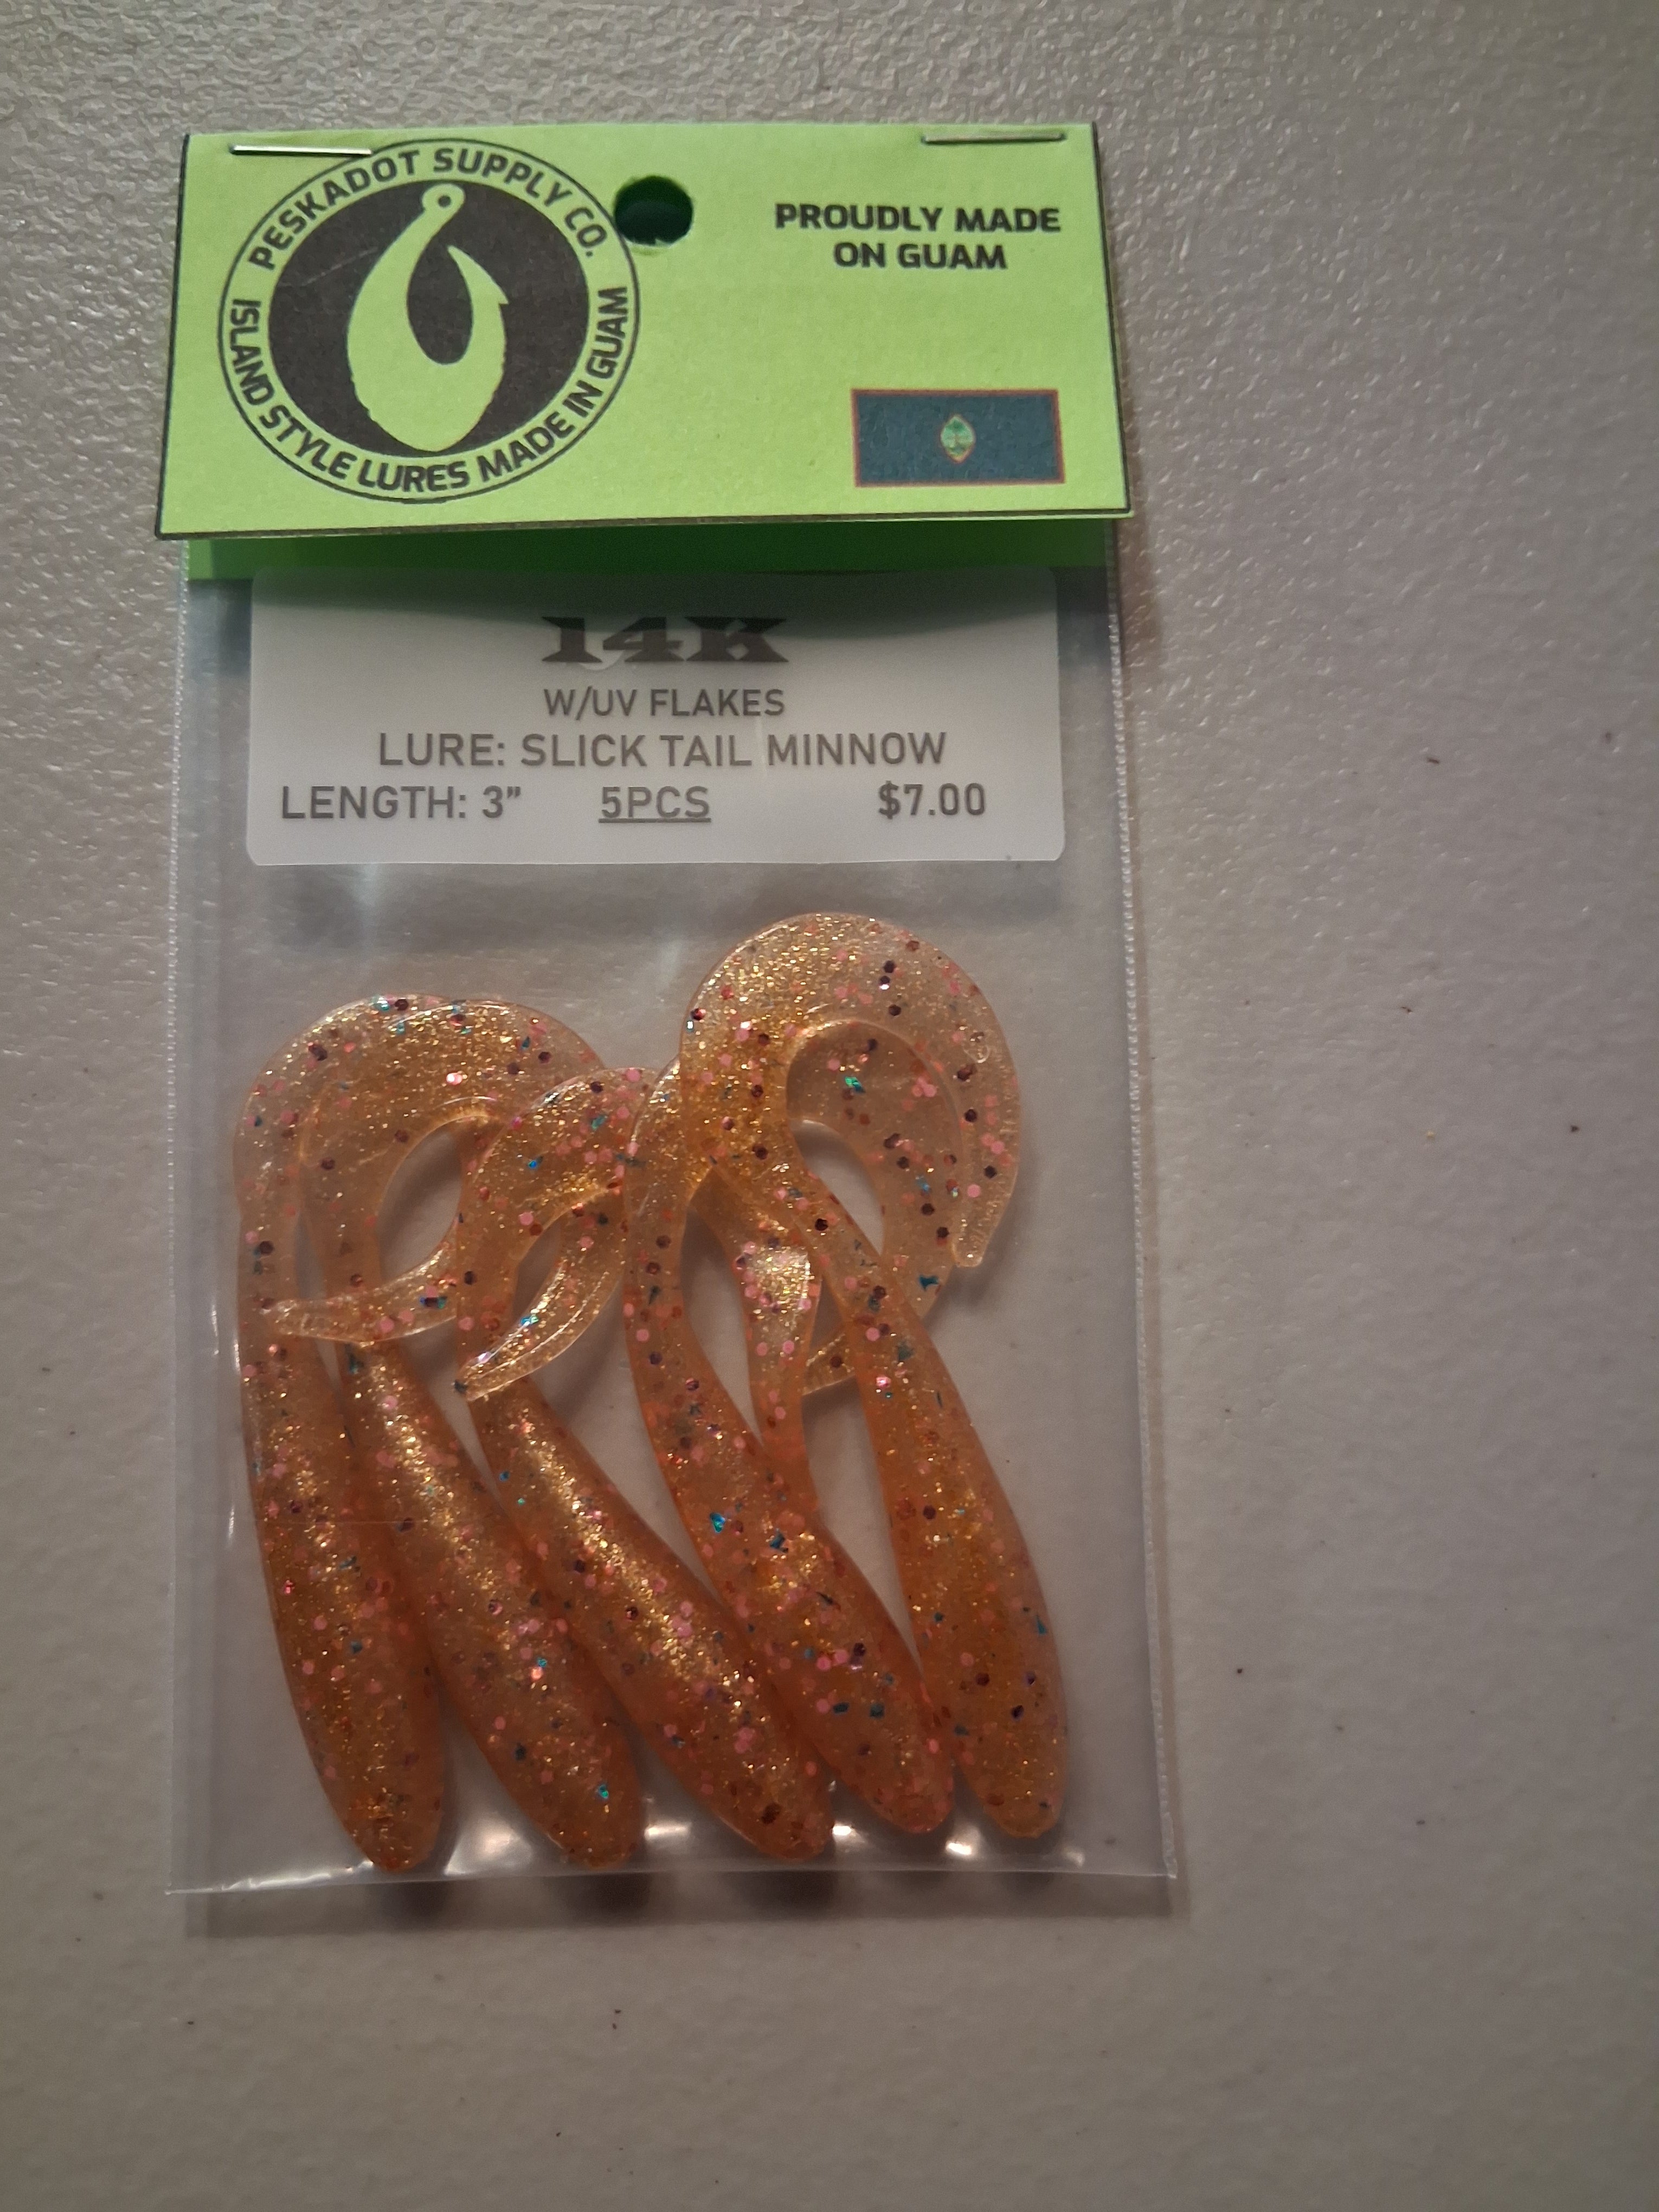 PESKADOT SUPPLY CO.
ISLAND STYLE LURES MADE IN GUAM
PROUDLY MADE
ON GUAM
14K
W/UV FLAKES
LURE: SLICK TAIL MINNOW
LENGTH: 3" 5PCS $7.00